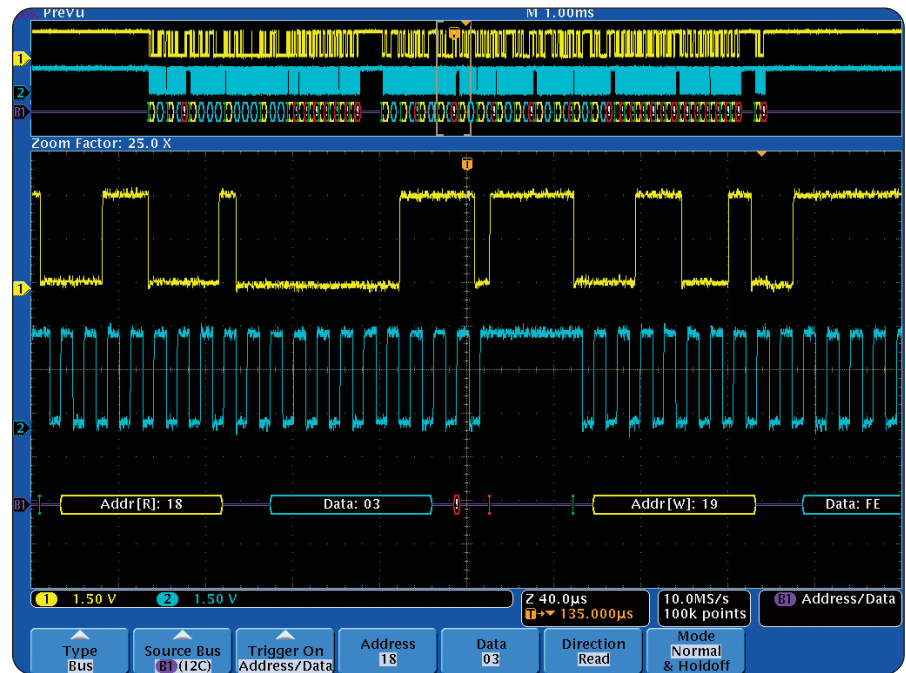 PreVu M 1.00ms
T
1
2
B1
Zoom Factor: 25.0 X
T
1
2
B1 Addr[R]: 18 Data: 03 ! Addr[W]: 19 Data: FE
1 1.50 V 2 1.50 V Z 40.0µs 10.0MS/s B1 Address/Data
T→▼ 135.000µs 100k points
Type Source Bus Trigger On Address Data Direction Mode
Bus B1 (I2C) Address/Data 18 03 Read Normal
& Holdoff